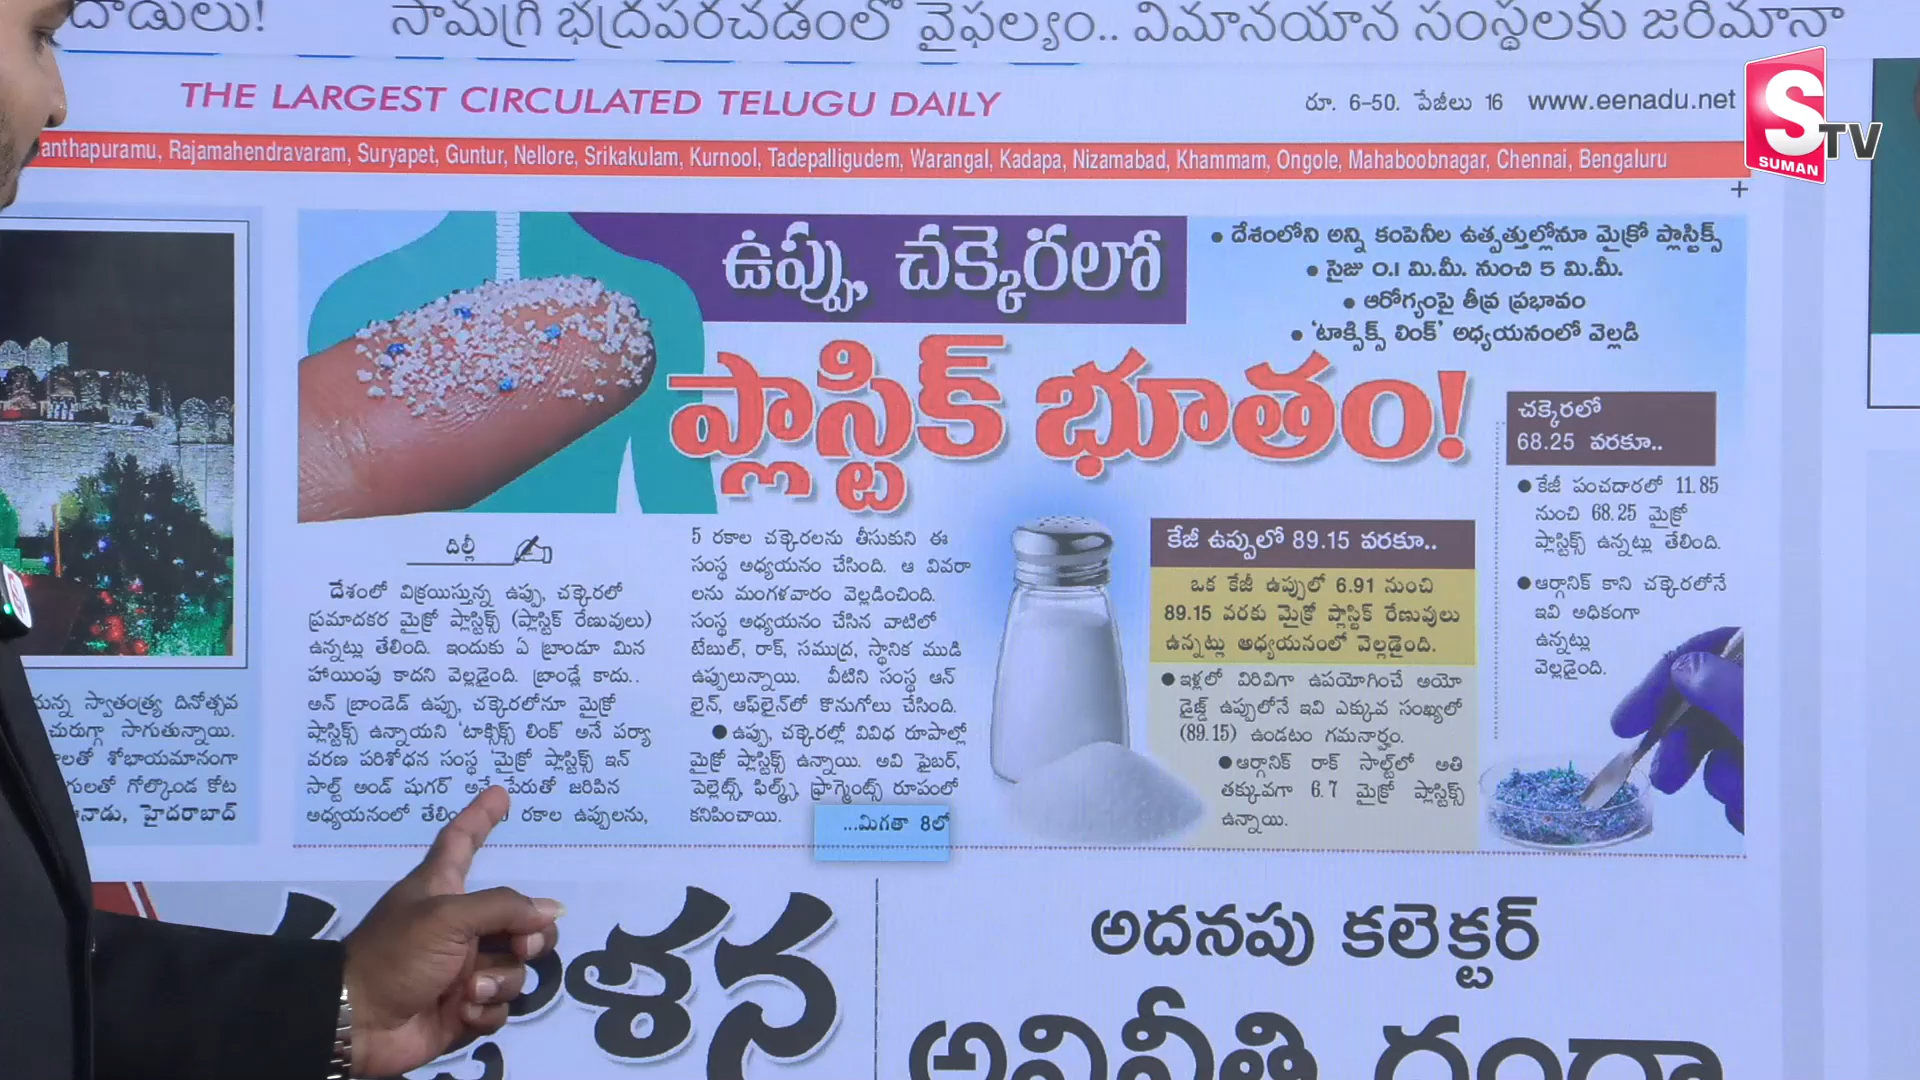 దాడులు!
సామగ్రి భద్రపరచడంలో వైఫల్యం.. విమానయాన సంస్థలకు జరిమానా
THE LARGEST CIRCULATED TELUGU DAILY
రూ. 6-50. పేజీలు 16 www.eenadu.net
S TV
SUMAN
anthapuramu, Rajamahendravaram, Suryapet, Guntur, Nellore, Srikakulam, Kurnool, Tadepalligudem, Warangal, Kadapa, Nizamabad, Khammam, Ongole, Mahaboobnagar, Chennai, Bengaluru
ఉప్పు, చక్కెరలో
ప్లాస్టిక్ భూతం!
• దేశంలోని అన్ని కంపెనీల ఉత్పత్తుల్లోనూ మైక్రో ప్లాస్టిక్స్
• సైజు 0.1 మి.మీ. నుంచి 5 మి.మీ.
• ఆరోగ్యంపై తీవ్ర ప్రభావం
• 'టాక్సిక్స్ లింక్' అధ్యయనంలో వెల్లడి
దిల్లీ
దేశంలో విక్రయిస్తున్న ఉప్పు, చక్కెరలో
ప్రమాదకర మైక్రో ప్లాస్టిక్స్ (ప్లాస్టిక్ రేణువులు)
ఉన్నట్లు తేలింది. ఇందుకు ఏ బ్రాండూ మిన
హాయింపు కాదని వెల్లడైంది. బ్రాండ్లే కాదు..
అన్ బ్రాండెడ్ ఉప్పు, చక్కెరలోనూ మైక్రో
ప్లాస్టిక్స్ ఉన్నాయని 'టాక్సిక్స్ లింక్' అనే పర్యా
వరణ పరిశోధన సంస్థ 'మైక్రో ప్లాస్టిక్స్ ఇన్
సాల్ట్ అండ్ షుగర్' అనే పేరుతో జరిపిన
అధ్యయనంలో రకాల ఉప్పులను,
5 రకాల చక్కెరలను తీసుకుని ఈ
సంస్థ అధ్యయనం చేసింది. ఆ వివరా
లను మంగళవారం వెల్లడించింది.
సంస్థ అధ్యయనం చేసిన వాటిలో
టేబుల్, రాక్, సముద్ర, స్థానిక ముడి
ఉప్పులున్నాయి. వీటిని సంస్థ ఆన్
లైన్, ఆఫ్‌లైన్‌లో కొనుగోలు చేసింది.
● ఉప్పు, చక్కెరల్లో వివిధ రూపాల్లో
మైక్రో ప్లాస్టిక్స్ ఉన్నాయి. అవి ఫైబర్,
పెల్లెట్స్, ఫిల్మ్స్, ఫ్రాగ్మెంట్స్ రూపంలో
కనిపించాయి.
...మిగతా 8లో
కేజీ ఉప్పులో 89.15 వరకూ..
ఒక కేజీ ఉప్పులో 6.91 నుంచి
89.15 వరకు మైక్రో ప్లాస్టిక్ రేణువులు
ఉన్నట్లు అధ్యయనంలో వెల్లడైంది.
● ఇళ్లలో విరివిగా ఉపయోగించే అయో
డైజ్డ్ ఉప్పులోనే ఇవి ఎక్కువ సంఖ్యలో
(89.15) ఉండటం గమనార్హం.
● ఆర్గానిక్ రాక్ సాల్ట్‌లో అతి
తక్కువగా 6.7 మైక్రో ప్లాస్టిక్స్
ఉన్నాయి.
చక్కెరలో
68.25 వరకూ..
● కేజీ పంచదారలో 11.85
నుంచి 68.25 మైక్రో
ప్లాస్టిక్స్ ఉన్నట్లు తేలింది.
● ఆర్గానిక్ కాని చక్కెరలోనే
ఇవి అధికంగా
ఉన్నట్లు
వెల్లడైంది.
స్వాతంత్ర్య దినోత్సవ
సాగుతున్నాయి.
శోభాయమానంగా
గోల్కొండ కోట
హైదరాబాద్
అదనపు కలెక్టర్